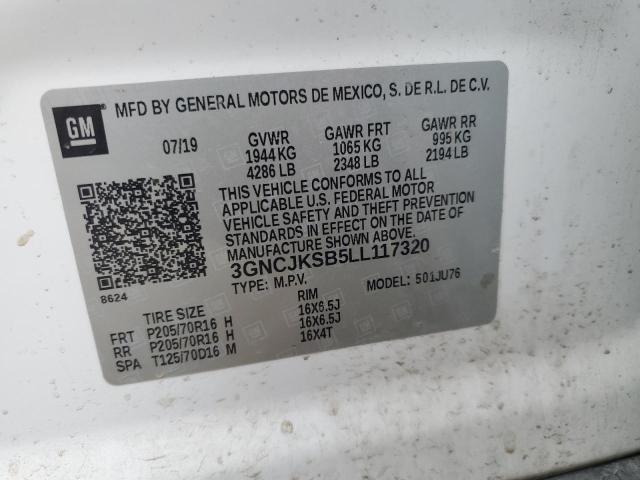 GM
MFD BY GENERAL MOTORS DE MEXICO, S. DE R.L. DE C.V.
07/19 GVWR GAWR FRT GAWR RR
1944 KG 1065 KG 995 KG
4286 LB 2348 LB 2194 LB
THIS VEHICLE CONFORMS TO ALL
APPLICABLE U.S. FEDERAL MOTOR
VEHICLE SAFETY AND THEFT PREVENTION
STANDARDS IN EFFECT ON THE DATE OF
MANUFACTURE SHOWN ABOVE.
3GNCJKSB5LL117320
8624 TYPE: M.P.V. MODEL: 501JU76
TIRE SIZE RIM
FRT P205/70R16 H 16X6.5J
RR P205/70R16 H 16X6.5J
SPA T125/70D16 M 16X4T